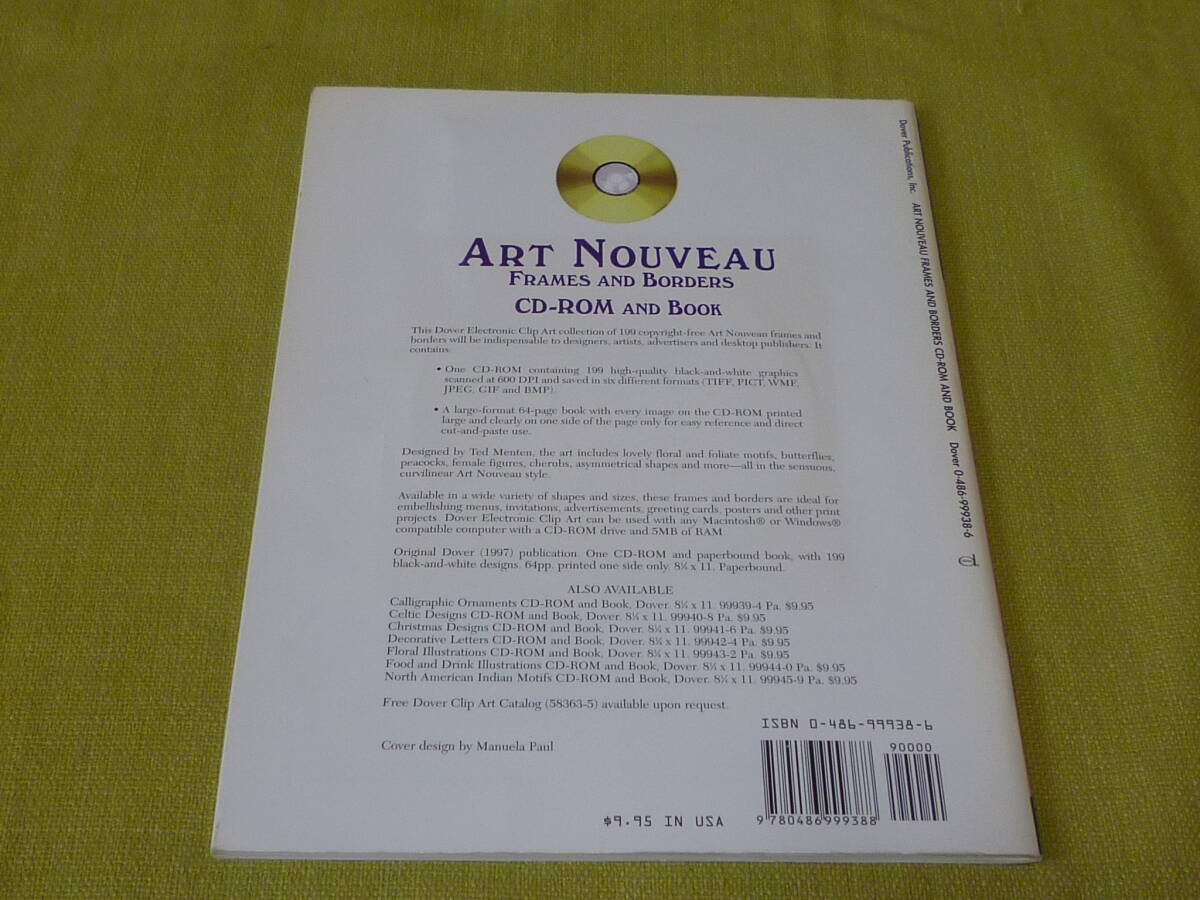 ART NOUVEAU
FRAMES AND BORDERS
CD-ROM AND BOOK
This Dover Electronic Clip Art collection of 199 copyright-free Art Nouveau frames and
borders will be indispensable to designers, artists, advertisers and desktop publishers. It
contains:
• One CD-ROM containing 199 high-quality black-and-white graphics
scanned at 600 DPI and saved in six different formats (TIFF, PICT, WMF,
JPEG, GIF and BMP).
• A large-format 64-page book with every image on the CD-ROM printed
large and clearly on one side of the page only for easy reference and direct
cut-and-paste use.
Designed by Ted Menten, the art includes lovely floral and foliate motifs, butterflies,
peacocks, female figures, cherubs, asymmetrical shapes and more—all in the sensuous,
curvilinear Art Nouveau style.
Available in a wide variety of shapes and sizes, these frames and borders are ideal for
embellishing menus, invitations, advertisements, greeting cards, posters and other print
projects. Dover Electronic Clip Art can be used with any Macintosh® or Windows®
compatible computer with a CD-ROM drive and 5MB of RAM.
Original Dover (1997) publication. One CD-ROM and paperbound book, with 199
black-and-white designs. 64pp. printed one side only. 8¼ x 11. Paperbound.
ALSO AVAILABLE
Calligraphic Ornaments CD-ROM and Book, Dover. 8¼ x 11. 99939-4 Pa. $9.95
Celtic Designs CD-ROM and Book, Dover. 8¼ x 11. 99940-8 Pa. $9.95
Christmas Designs CD-ROM and Book, Dover. 8¼ x 11. 99941-6 Pa. $9.95
Decorative Letters CD-ROM and Book, Dover. 8¼ x 11. 99942-4 Pa. $9.95
Floral Illustrations CD-ROM and Book, Dover. 8¼ x 11. 99943-2 Pa. $9.95
Food and Drink Illustrations CD-ROM and Book, Dover. 8¼ x 11. 99944-0 Pa. $9.95
North American Indian Motifs CD-ROM and Book, Dover. 8¼ x 11. 99945-9 Pa. $9.95
Free Dover Clip Art Catalog (58363-5) available upon request.
Cover design by Manuela Paul
ISBN 0-486-99938-6
90000
9 780486 999388
$9.95 IN USA
Dover Publications, Inc. ART NOUVEAU FRAMES AND BORDERS CD-ROM AND BOOK Dover 0-486-99938-6